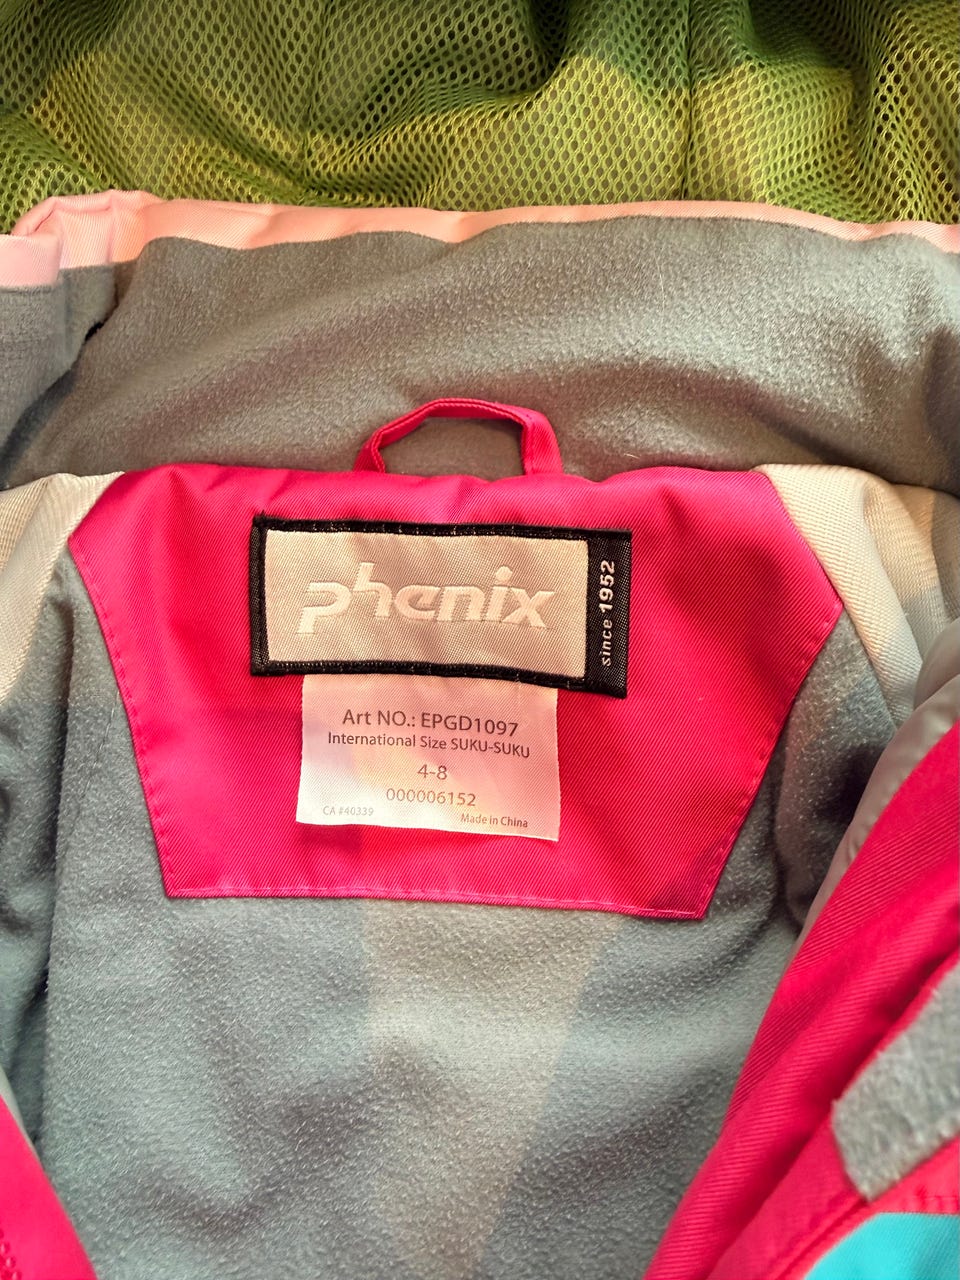 phenix
since 1952
Art NO.: EPGD1097
International Size SUKU-SUKU
4-8
000006152
CA #40339
Made in China